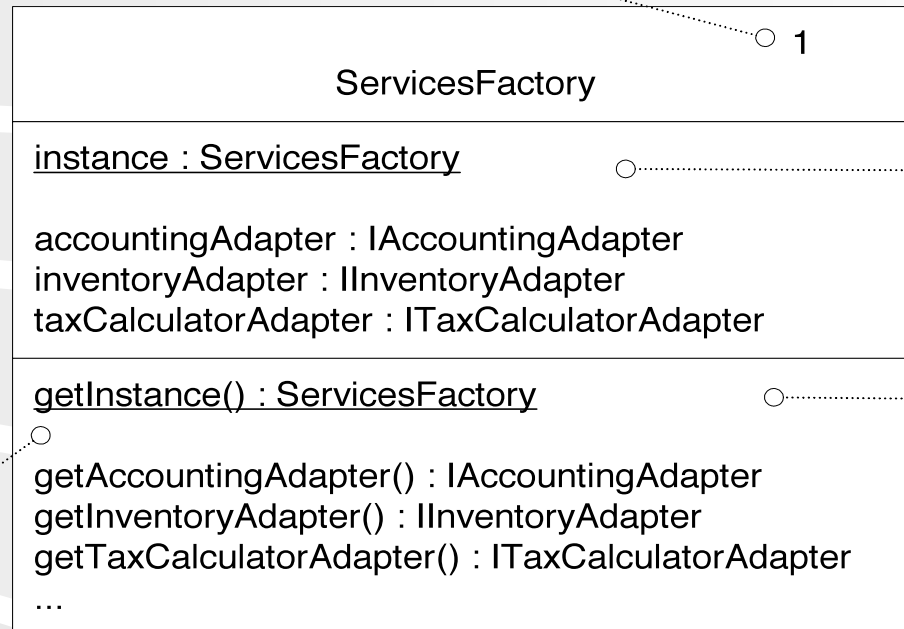 1
ServicesFactory
instance : ServicesFactory
accountingAdapter : IAccountingAdapter
inventoryAdapter : IInventoryAdapter
taxCalculatorAdapter : ITaxCalculatorAdapter
getInstance() : ServicesFactory
getAccountingAdapter() : IAccountingAdapter
getInventoryAdapter() : IInventoryAdapter
getTaxCalculatorAdapter() : ITaxCalculatorAdapter
...